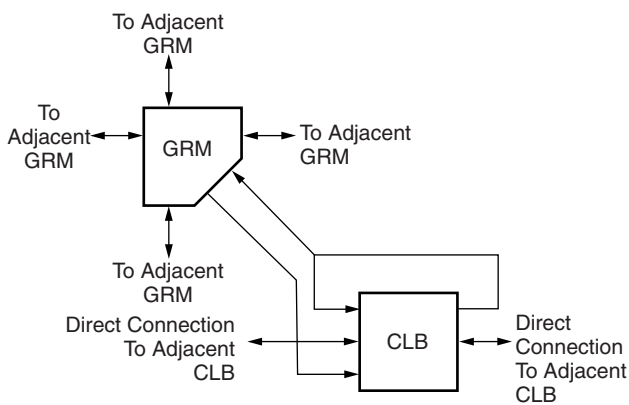 To Adjacent
GRM
To
Adjacent
GRM
GRM
To Adjacent
GRM
To Adjacent
GRM
Direct Connection
To Adjacent
CLB
CLB
Direct
Connection
To Adjacent
CLB